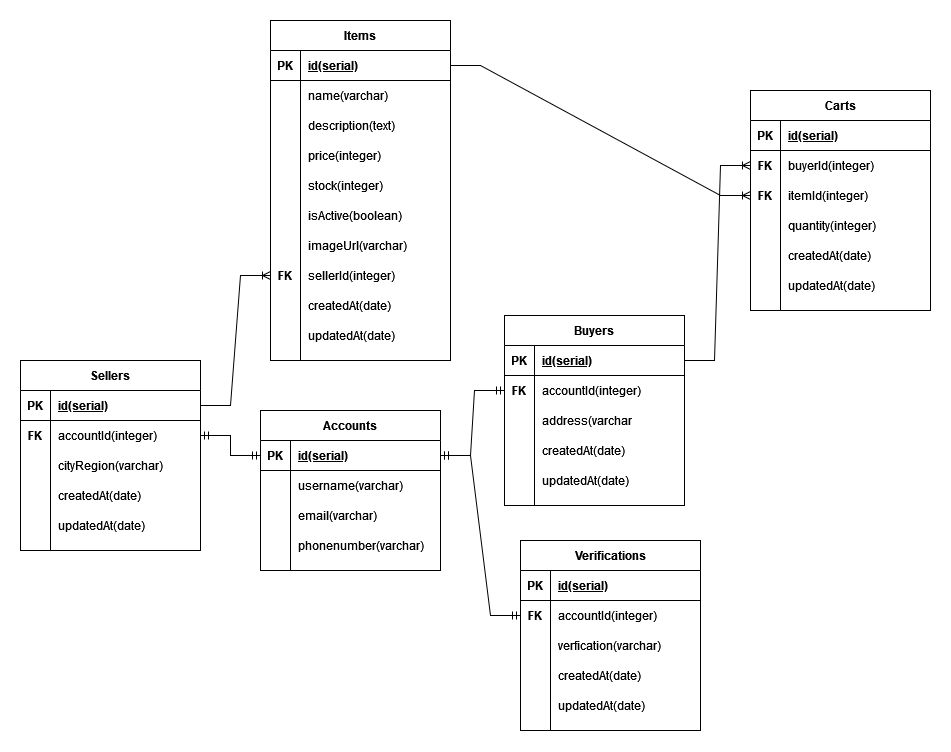 Items
PK id(serial)
name(varchar)
description(text)
price(integer)
stock(integer)
isActive(boolean)
imageUrl(varchar)
FK sellerId(integer)
createdAt(date)
updatedAt(date)
Carts
PK id(serial)
FK buyerId(integer)
FK itemId(integer)
quantity(integer)
createdAt(date)
updatedAt(date)
Sellers
PK id(serial)
FK accountId(integer)
cityRegion(varchar)
createdAt(date)
updatedAt(date)
Accounts
PK id(serial)
username(varchar)
email(varchar)
phonenumber(varchar)
Buyers
PK id(serial)
FK accountId(integer)
address(varchar
createdAt(date)
updatedAt(date)
Verifications
PK id(serial)
FK accountId(integer)
verfication(varchar)
createdAt(date)
updatedAt(date)